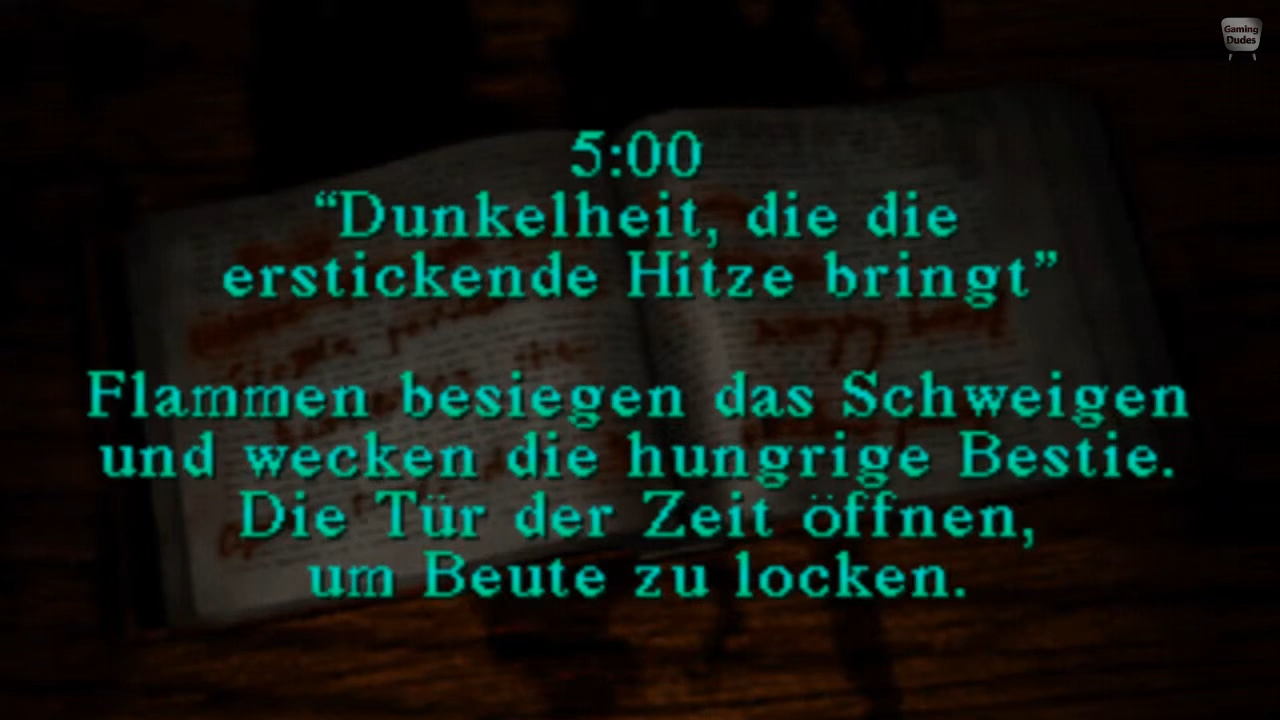 Gaming
Dudes
5:00
“Dunkelheit, die die
erstickende Hitze bringt”
Flammen besiegen das Schweigen
und wecken die hungrige Bestie.
Die Tür der Zeit öffnen,
um Beute zu locken.